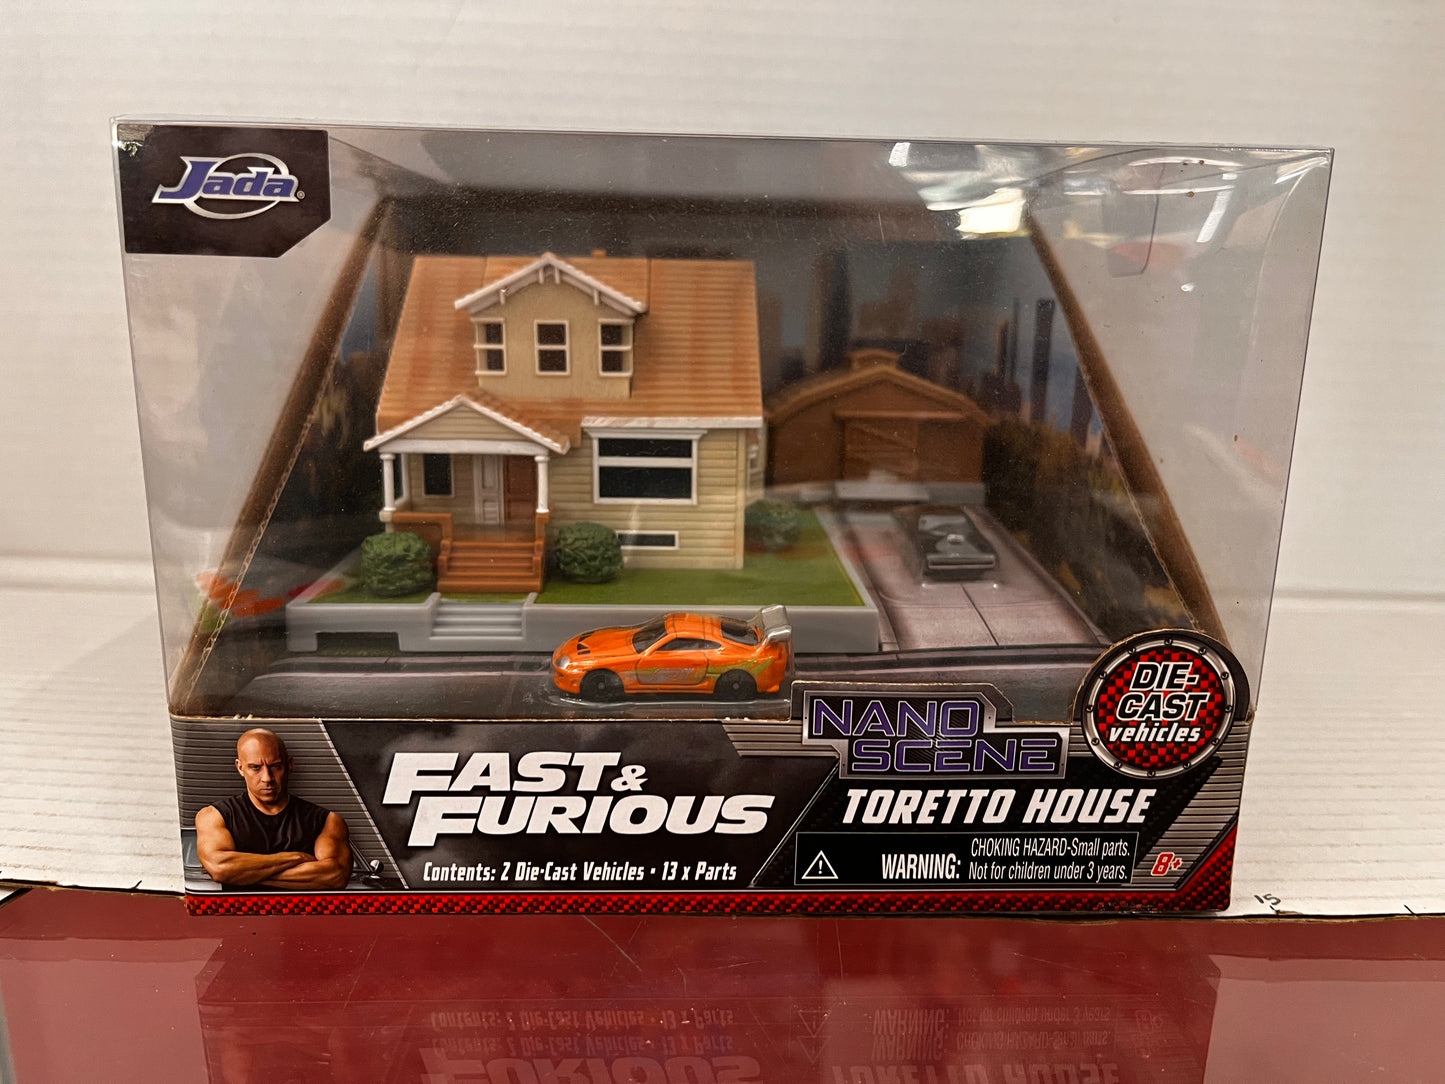 Jada
DIE-
CAST
vehicles
NANO
SCENE
FAST &
FURIOUS
TORETTO HOUSE
Contents: 2 Die-Cast Vehicles • 13 x Parts
WARNING:
CHOKING HAZARD-Small parts.
Not for children under 3 years.
8+
15